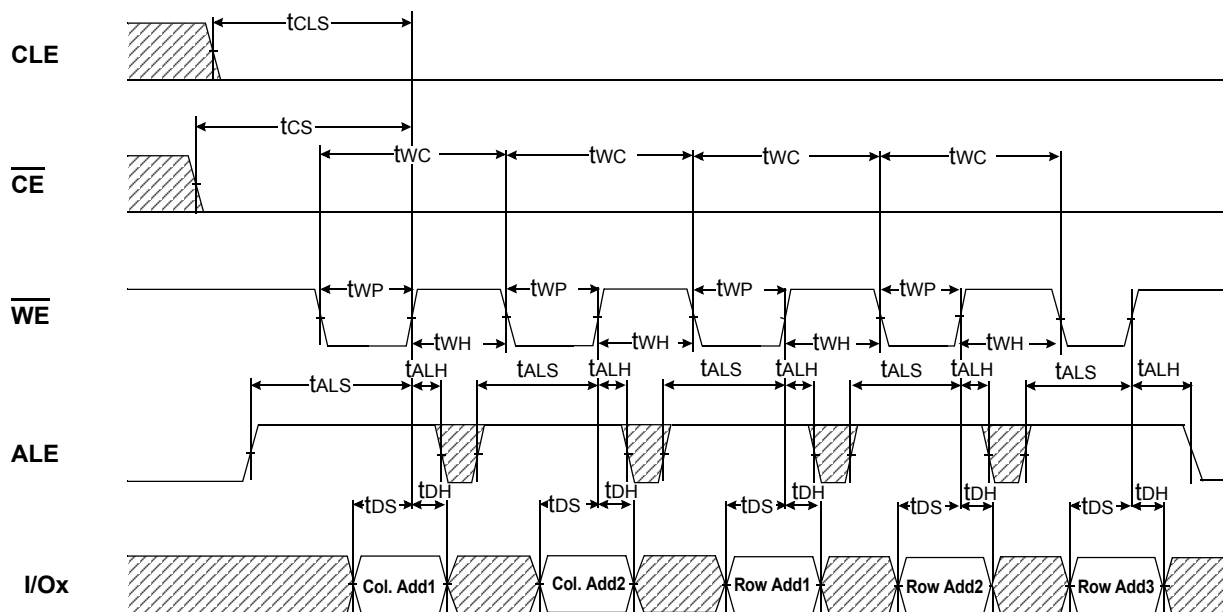 tCLS
CLE
tCS
tWC tWC tWC tWC
CE
tWP tWP tWP tWP
WE
tWH tWH tWH tWH
tALS tALH tALS tALH tALS tALH tALS tALH tALS tALH
ALE
tDS tDH tDS tDH tDS tDH tDS tDH tDS tDH
I/Ox Col. Add1 Col. Add2 Row Add1 Row Add2 Row Add3